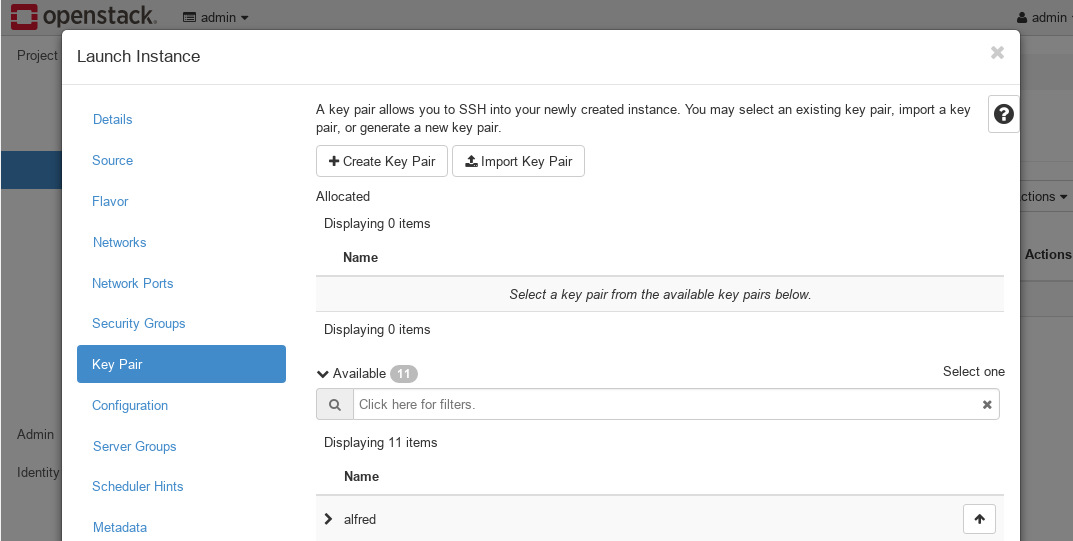 openstack.
admin
admin
Project
Launch Instance
Details
Source
Flavor
Networks
Network Ports
Security Groups
Key Pair
Configuration
Server Groups
Scheduler Hints
Metadata
A key pair allows you to SSH into your newly created instance. You may select an existing key pair, import a key
pair, or generate a new key pair.
Create Key Pair
Import Key Pair
Allocated
Displaying 0 items
Name
Select a key pair from the available key pairs below.
Displaying 0 items
Available 11
Select one
Click here for filters.
Displaying 11 items
Name
alfred
ctions
Actions
Admin
Identity